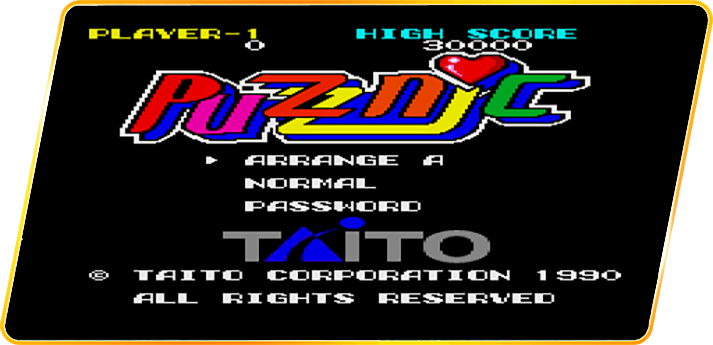 PLAYER-1 HIGH SCORE
0 30000
PUZZNIC
ARRANGE A
NORMAL
PASSWORD
TAITO
© TAITO CORPORATION 1990
ALL RIGHTS RESERVED